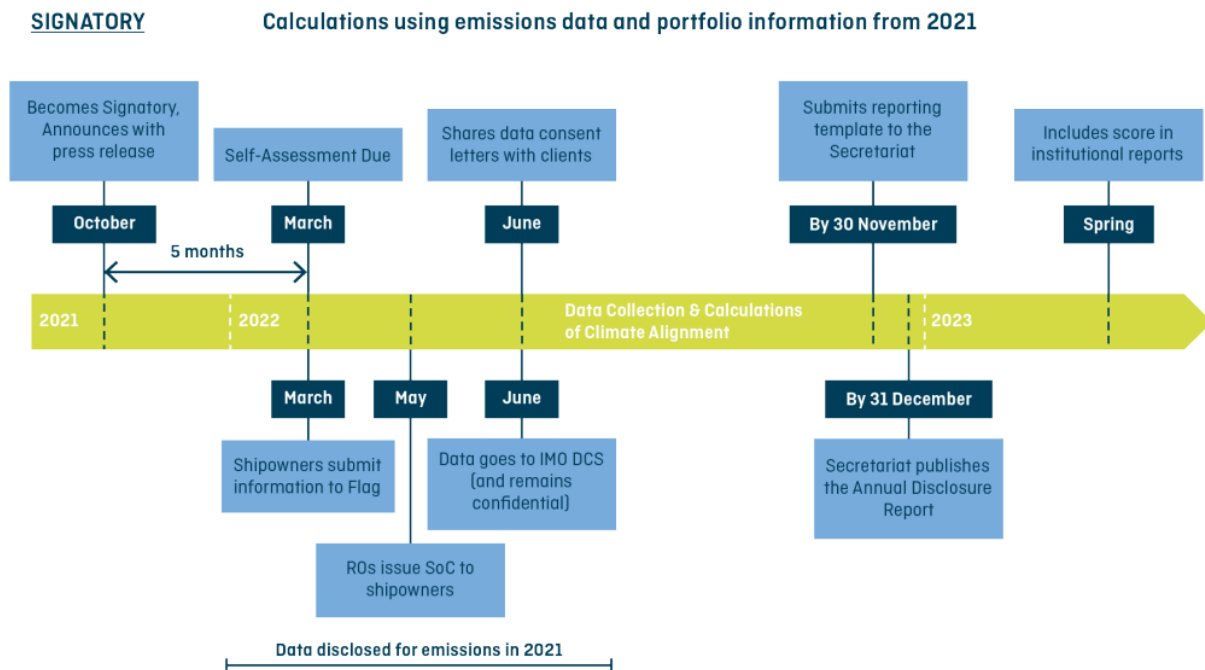 SIGNATORY
Calculations using emissions data and portfolio information from 2021
Becomes Signatory,
Announces with
press release
Self-Assessment Due
Shares data consent
letters with clients
Submits reporting
template to the
Secretariat
Includes score in
institutional reports
October
March
June
By 30 November
Spring
5 months
2021
2022
Data Collection & Calculations
of Climate Alignment
2023
March
May
June
By 31 December
Shipowners submit
information to Flag
Data goes to IMO DCS
(and remains
confidential)
Secretariat publishes
the Annual Disclosure
Report
ROs issue SoC to
shipowners
Data disclosed for emissions in 2021